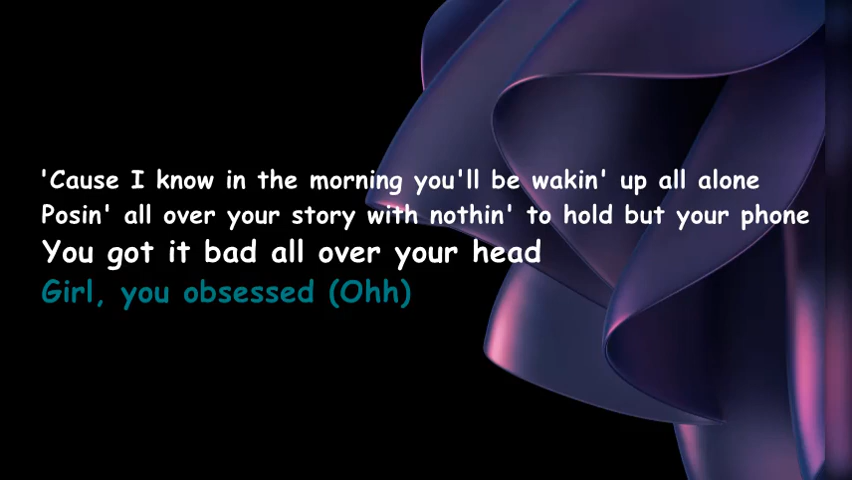 'Cause I know in the morning you'll be wakin' up all alone
Posin' all over your story with nothin' to hold but your phone
You got it bad all over your head
Girl, you obsessed (Ohh)